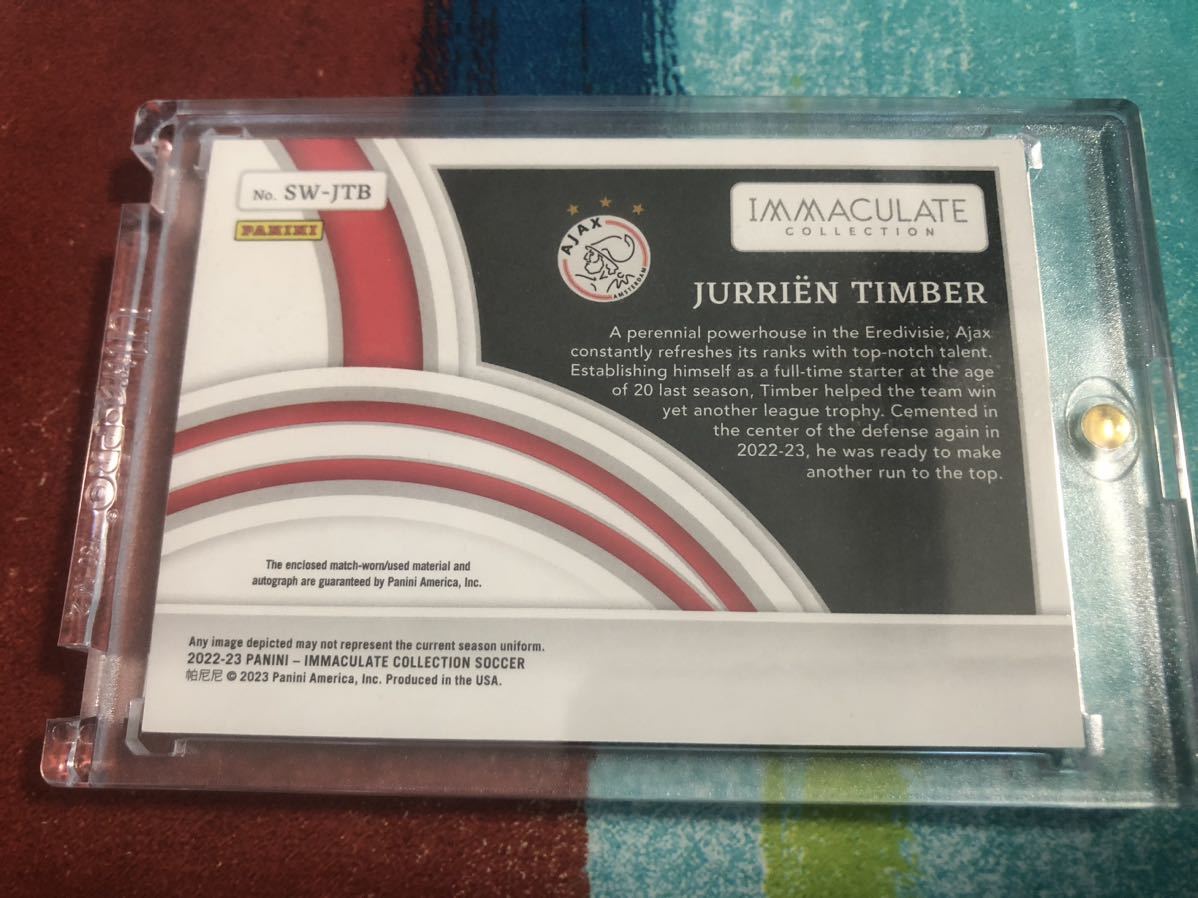 No. SW-JTB
PANINI
AJAX
AMSTERDAM
IMMACULATE
COLLECTION
JURRIËN TIMBER
A perennial powerhouse in the Eredivisie, Ajax
constantly refreshes its ranks with top-notch talent.
Establishing himself as a full-time starter at the age
of 20 last season, Timber helped the team win
yet another league trophy. Cemented in
the center of the defense again in
2022-23, he was ready to make
another run to the top.
The enclosed match-worn/used material and
autograph are guaranteed by Panini America, Inc.
Any image depicted may not represent the current season uniform.
2022-23 PANINI – IMMACULATE COLLECTION SOCCER
帕尼尼 © 2023 Panini America, Inc. Produced in the USA.